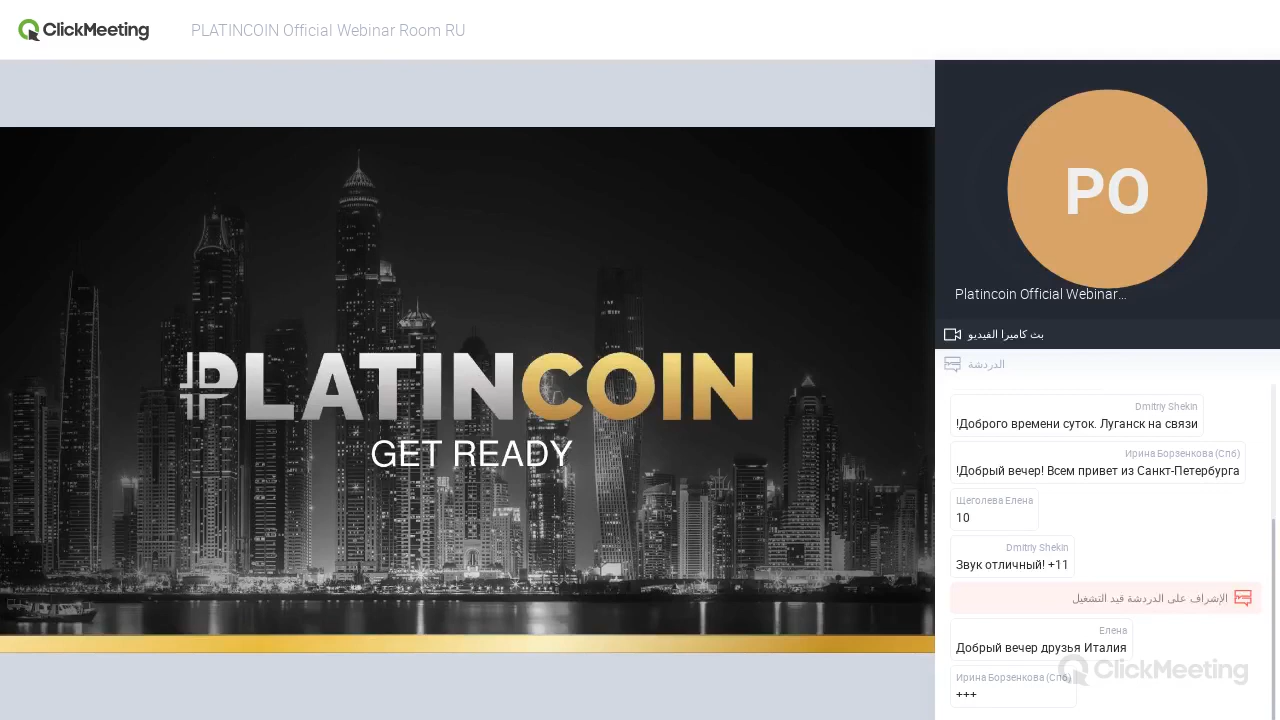 ClickMeeting
PLATINCOIN Official Webinar Room RU
PLATINCOIN
GET READY
PO
Platincoin Official Webinar...
بث كاميرا الفيديو
الدردشة
Dmitriy Shekin
!Доброго времени суток. Луганск на связи
Ирина Борзенкова (Спб)
!Добрый вечер! Всем привет из Санкт-Петербурга
Щеголева Елена
10
Dmitriy Shekin
Звук отличный! +11
الإشراف على الدردشة قيد التشغيل
Елена
Добрый вечер друзья Италия
Ирина Борзенкова (Спб)
+++
ClickMeeting